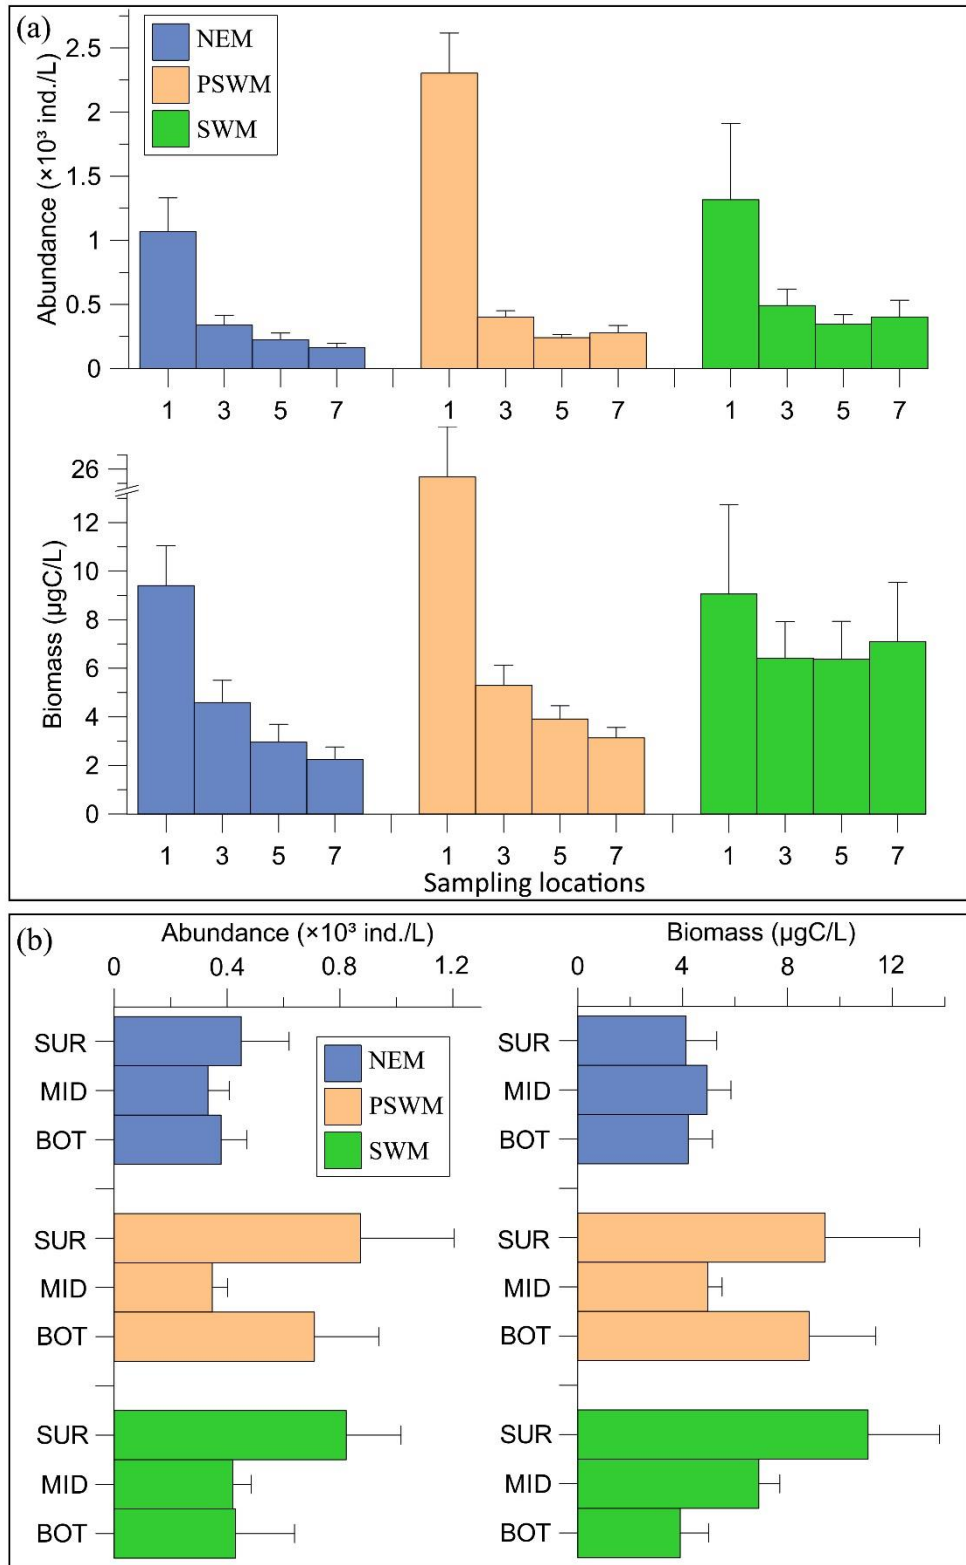 (a)
NEM
PSWM
SWM
Abundance (×10³ ind./L)
2.5
2
1.5
1
0.5
0
1 3 5 7 1 3 5 7 1 3 5 7
Biomass (µgC/L)
26
12
10
8
6
4
2
0
1 3 5 7 1 3 5 7 1 3 5 7
Sampling locations
(b)
Abundance (×10³ ind./L)
0 0.4 0.8 1.2
SUR
MID
BOT
SUR
MID
BOT
SUR
MID
BOT
NEM
PSWM
SWM
Biomass (µgC/L)
0 4 8 12
SUR
MID
BOT
SUR
MID
BOT
SUR
MID
BOT